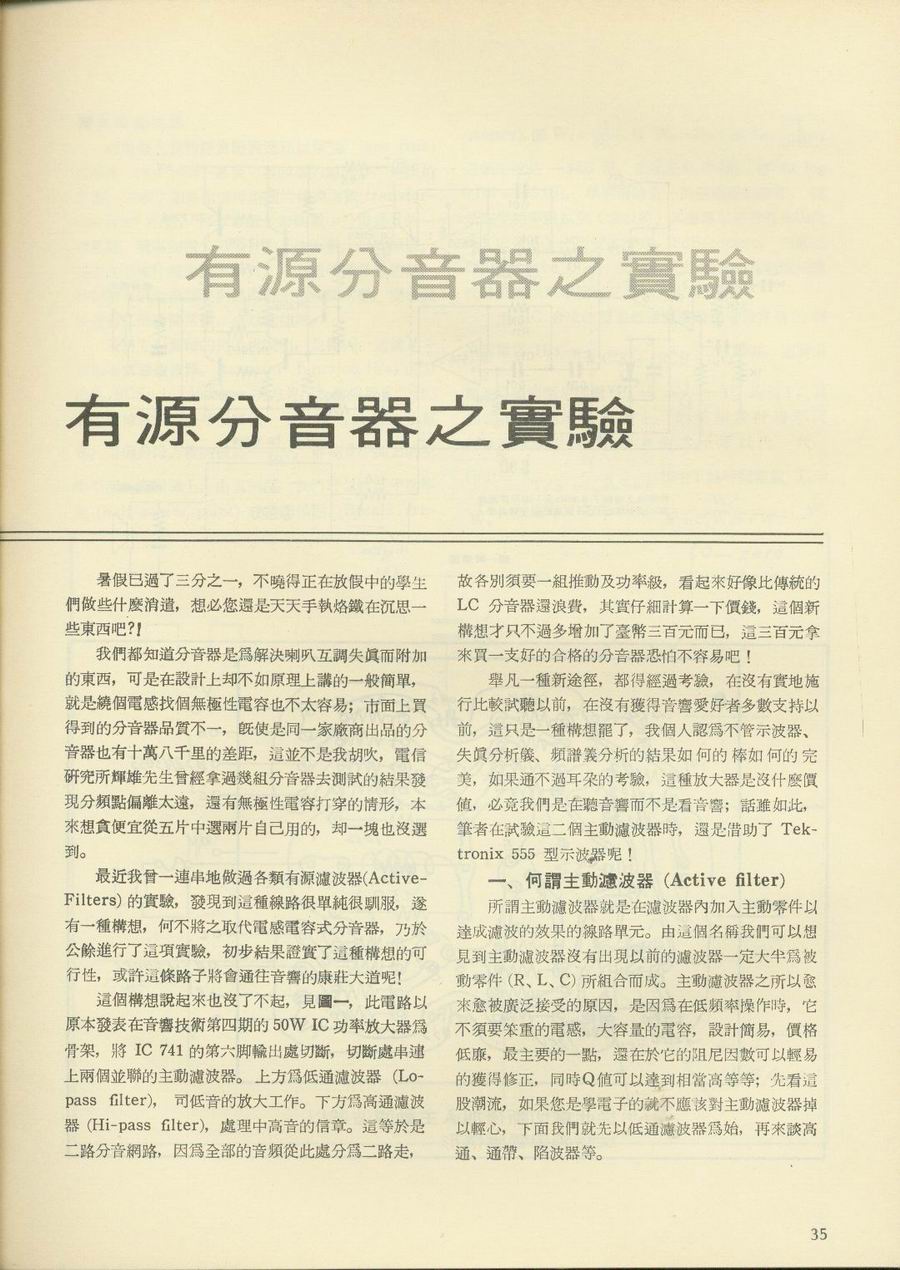 有源分音器之實驗
有源分音器之實驗
暑假已過了三分之一，不曉得正在放假中的學生
們做些什麼消遣，想必您還是天天手執烙鐵在沉思一
些東西吧?!
我們都知道分音器是爲解決喇叭互調失眞而附加
的東西，可是在設計上却不如原理上講的一般簡單，
就是繞個電感找個無極性電容也不太容易；市面上買
得到的分音器品質不一，旣使是同一家廠商出品的分
音器也有十萬八千里的差距，這並不是我胡吹，電信
研究所輝雄先生曾經拿過幾組分音器去測試的結果發
現分頻點偏離太遠，還有無極性電容打穿的情形，本
來想貪便宜從五片中選兩片自己用的，却一塊也沒選
到。
最近我曾一連串地做過各類有源濾波器(Active-
Filters) 的實驗，發現到這種線路很單純很馴服，遂
有一種構想，何不將之取代電感電容式分音器，乃於
公餘進行了這項實驗，初步結果證實了這種構想的可
行性，或許這條路子將會通往音響的康莊大道呢!
這個構想說起來也沒了不起，見圖一，此電路以
原本發表在音響技術第四期的 50W IC 功率放大器爲
骨架，將 IC 741 的第六脚輸出處切斷，切斷處串連
上兩個並聯的主動濾波器。上方爲低通濾波器 (Lo-
pass filter)， 司低音的放大工作。下方爲高通濾波
器 (Hi-pass filter)，處理中高音的信章。這等於是
二路分音網路，因爲全部的音頻從此處分爲二路走，
故各別須要一組推動及功率級，看起來好像比傳統的
LC 分音器還浪費，其實仔細計算一下價錢，這個新
構想才只不過多增加了臺幣三百元而已，這三百元拿
來買一支好的合格的分音器恐怕不容易吧！
舉凡一種新途徑，都得經過考驗，在沒有實地施
行比較試聽以前，在沒有獲得音響愛好者多數支持以
前，這只是一種構想罷了，我個人認爲不管示波器、
失眞分析儀、頻譜義分析的結果如何的棒如何的完
美，如果通不過耳朶的考驗，這種放大器是沒什麼價
値，必竟我們是在聽音響而不是看音響；話雖如此，
筆者在試驗這二個主動濾波器時，還是借助了 Tek-
tronix 555 型示波器呢！
一、何謂主動濾波器 (Active filter)
所謂主動濾波器就是在濾波器內加入主動零件以
達成濾波的效果的線路單元。由這個名稱我們可以想
見到主動濾波器沒有出現以前的濾波器一定大半爲被
動零件 (R、L、C) 所組合而成。主動濾波器之所以愈
來愈被廣泛接受的原因，是因爲在低頻率操作時，它
不須要笨重的電感，大容量的電容，設計簡易，價格
低廉，最主要的一點，還在於它的阻尼因數可以輕易
的獲得修正，同時Q値可以達到相當高等等；先看這
股潮流，如果您是學電子的就不應該對主動濾波器掉
以輕心，下面我們就先以低通濾波器爲始，再來談高
通、通帶、陷波器等。
35